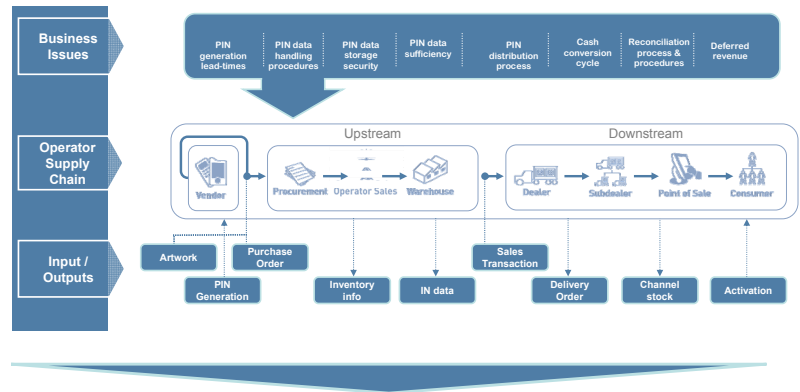 Business
Issues
PIN
generation
lead-times
PIN data
handling
procedures
PIN data
storage
security
PIN data
sufficiency
PIN
distribution
process
Cash
conversion
cycle
Reconciliation
process &
procedures
Deferred
revenue
Operator
Supply
Chain
Upstream
Downstream
Vendor
Procurement
Operator Sales
Warehouse
Dealer
Subdealer
Point of Sale
Consumer
Input /
Outputs
Artwork
Purchase
Order
Sales
Transaction
PIN
Generation
Inventory
info
IN data
Delivery
Order
Channel
stock
Activation